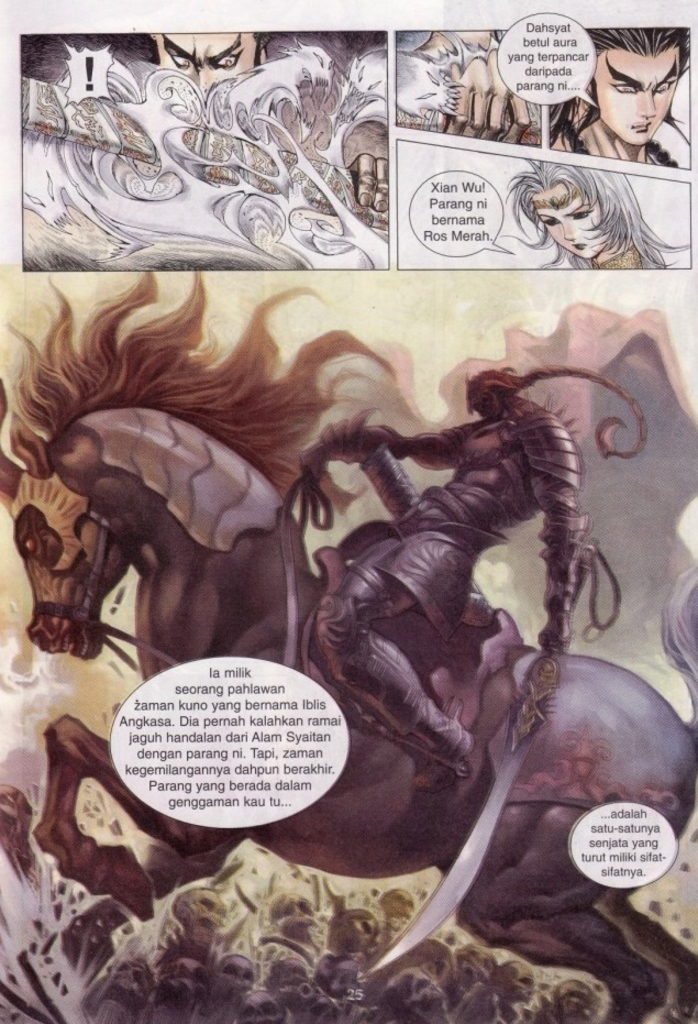 !
Dahsyat
betul aura
yang terpancar
daripada
parang ni....
Xian Wu!
Parang ni
bernama
Ros Merah.
Ia milik
seorang pahlawan
żaman kuno yang bernama Iblis
Angkasa. Dia pernah kalahkan ramai
jaguh handalan dari Alam Syaitan
dengan parang ni. Tapi, zaman
kegemilangannya dahpun berakhir.
Parang yang berada dalam
genggaman kau tu...
...adalah
satu-satunya
senjata yang
turut miliki sifat-
sifatnya.
25